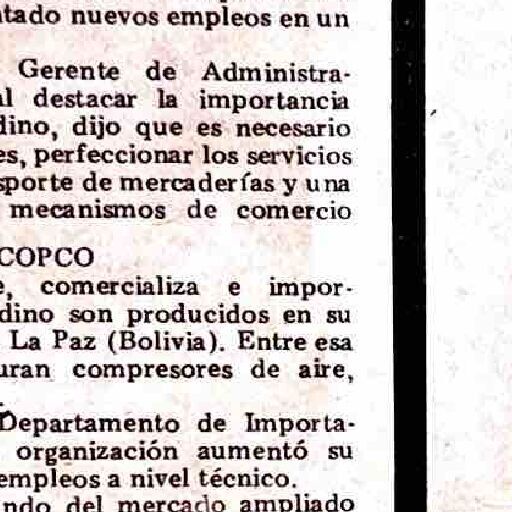 tado nuevos empleos en un
Gerente de Administra-
al destacar la importancia
dino, dijo que es necesario
es, perfeccionar los servicios
sporte de mercaderías y una
mecanismos de comercio
COPCO
e, comercializa e impor-
dino son producidos en su
La Paz (Bolivia). Entre esa
uran compresores de aire,
Departamento de Importa-
organización aumentó su
empleos a nivel técnico.
ndo del mercado ampliado